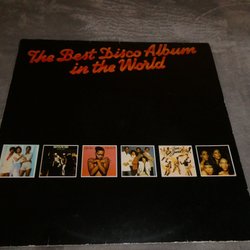 The Best Disco Album
in the World